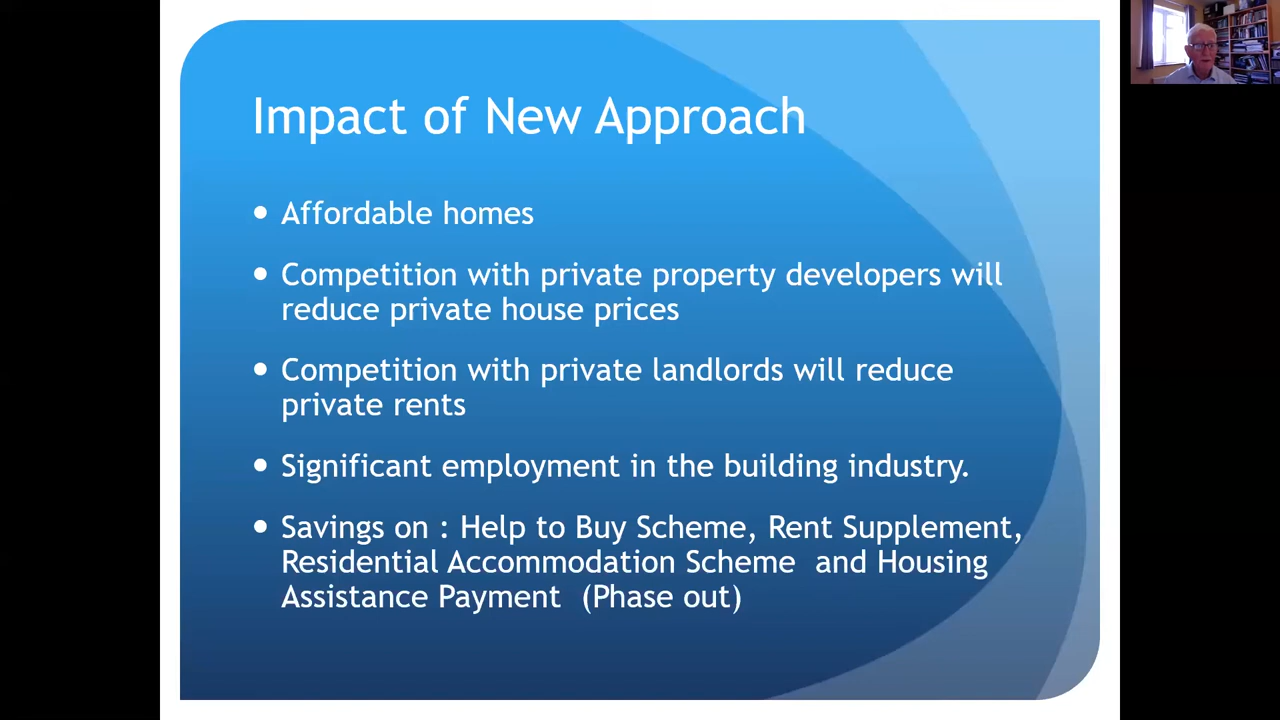 Impact of New Approach
• Affordable homes
• Competition with private property developers will
reduce private house prices
• Competition with private landlords will reduce
private rents
• Significant employment in the building industry.
• Savings on : Help to Buy Scheme, Rent Supplement,
Residential Accommodation Scheme  and Housing
Assistance Payment  (Phase out)